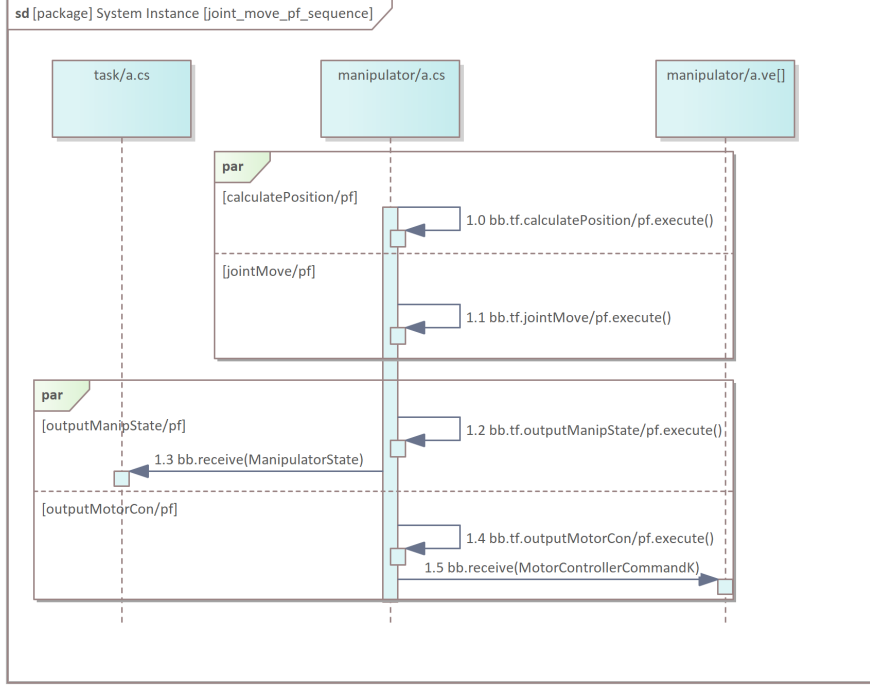 sd [package] System Instance [joint_move_pf_sequence]
task/a.cs
manipulator/a.cs
manipulator/a.ve[]
par
[calculatePosition/pf]
1.0 bb.tf.calculatePosition/pf.execute()
[jointMove/pf]
1.1 bb.tf.jointMove/pf.execute()
par
[outputManipState/pf]
1.2 bb.tf.outputManipState/pf.execute()
1.3 bb.receive(ManipulatorState)
[outputMotorCon/pf]
1.4 bb.tf.outputMotorCon/pf.execute()
1.5 bb.receive(MotorControllerCommandK)